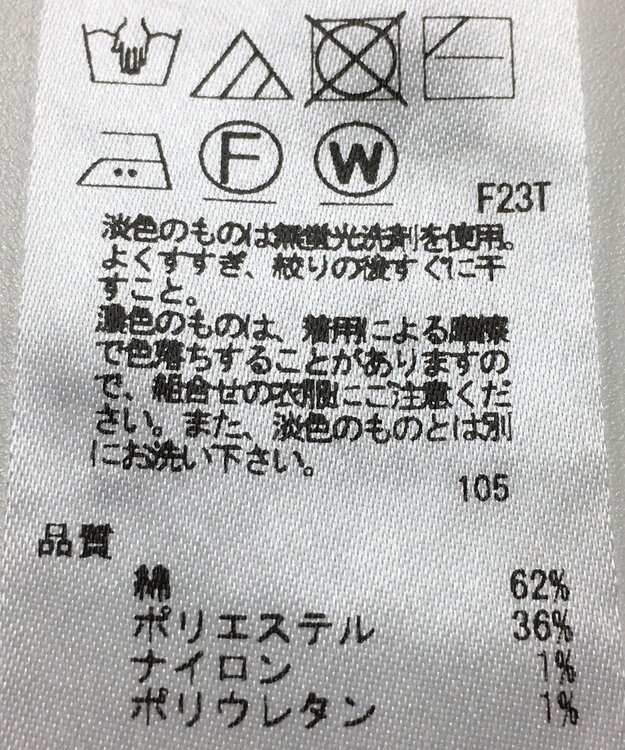 F W
F23T
淡色のものは無蛍光洗剤を使用。
よくすすぎ、絞りの後すぐに干
すこと。
濃色のものは、着用による摩擦
で色落ちすることがありますの
で、組合せの衣服にご注意くだ
さい。また、淡色のものとは別
にお洗い下さい。
105
品質
綿 62%
ポリエステル 36%
ナイロン 1%
ポリウレタン 1%